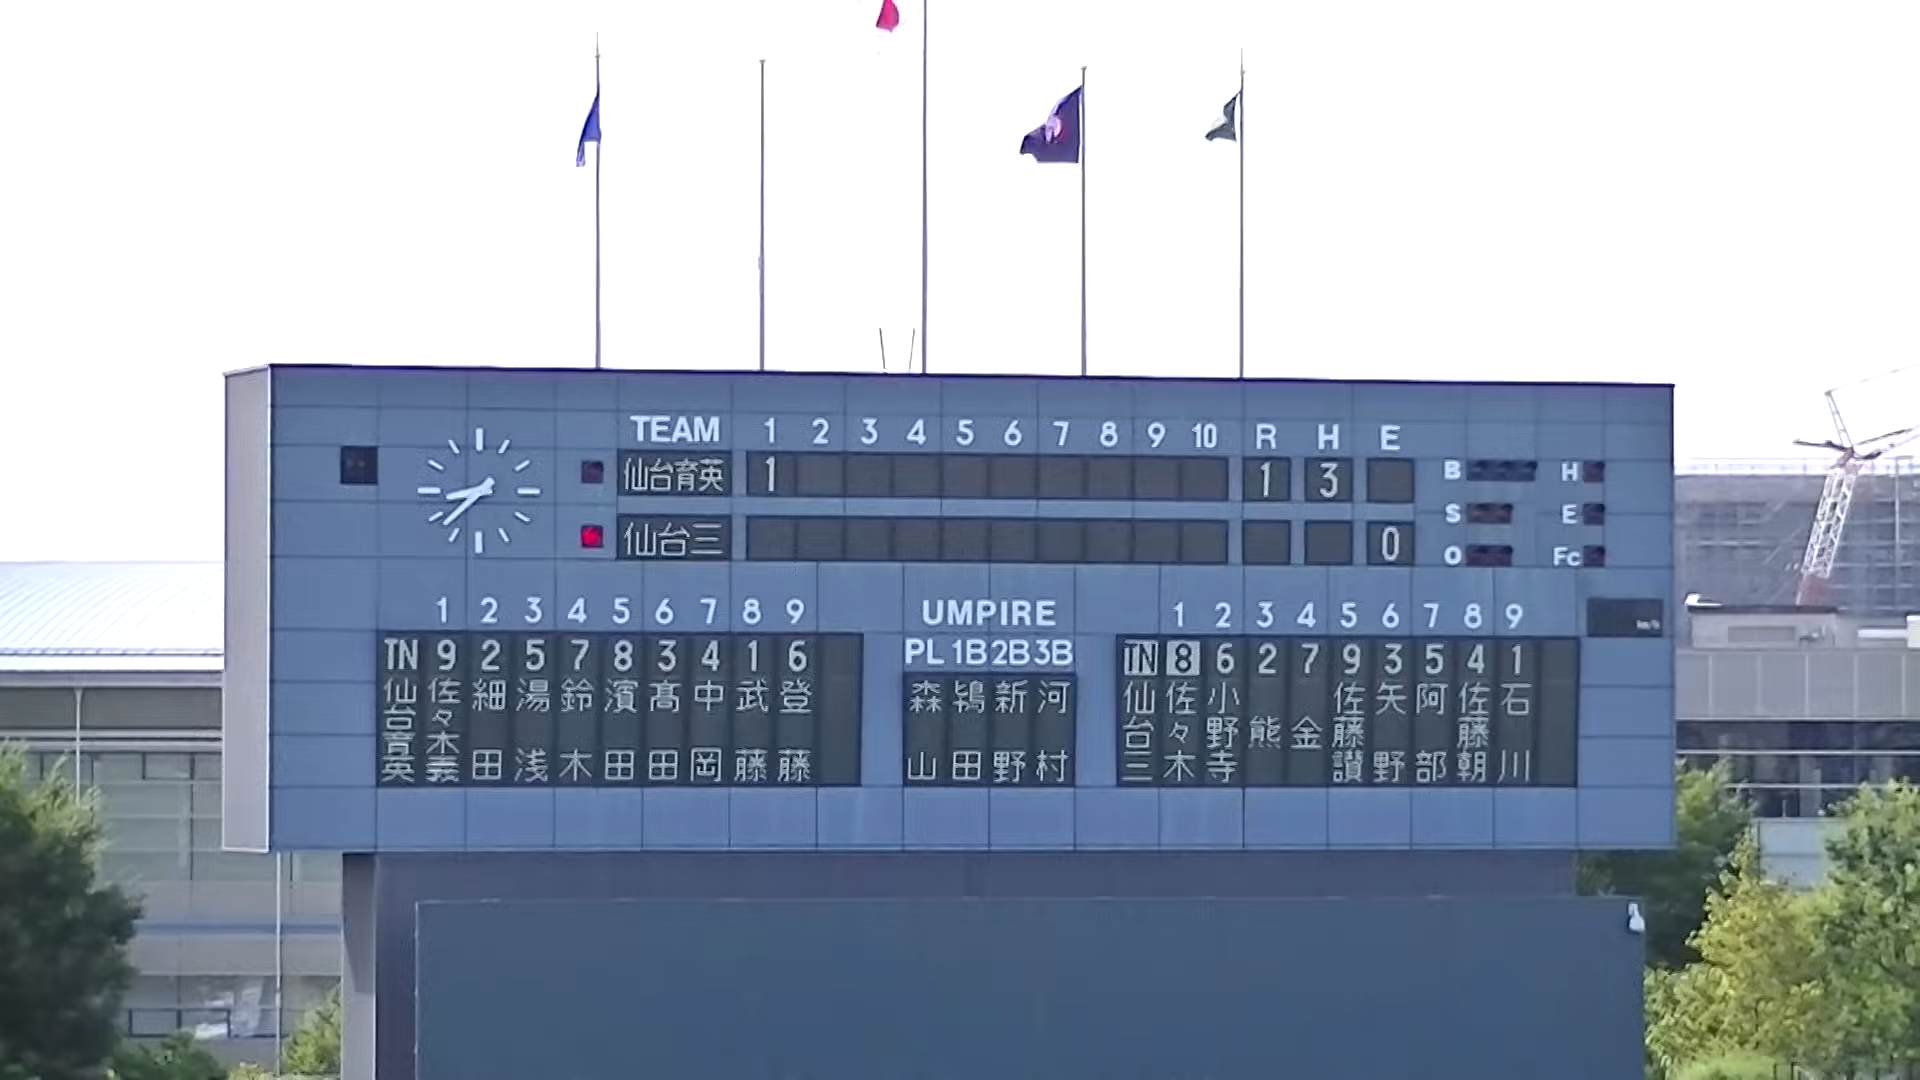 TEAM 1 2 3 4 5 6 7 8 9 10 R H E
仙台育英 1 1 3
仙台三 0
B H
S E
O Fc
1 2 3 4 5 6 7 8 9
TN 9 2 5 7 8 3 4 1 6
仙台育英
佐々木義
細田
湯浅
鈴木
濱田
髙田
中岡
武藤
登藤
UMPIRE
PL 1B 2B 3B
森山
鴇田
新野
河村
1 2 3 4 5 6 7 8 9
TN 8 6 2 7 9 3 5 4 1
仙台三
佐々木
小野寺
熊
金
佐藤讃
矢野
阿部
佐藤朝
石川
km/h